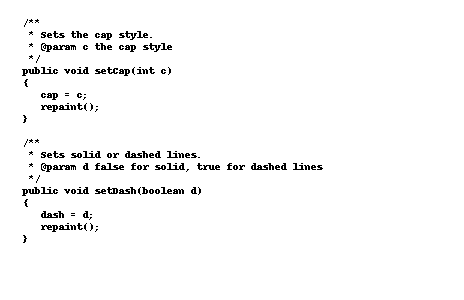 /**
 * Sets the cap style.
 * @param c the cap style
 */
public void setCap(int c)
{
   cap = c;
   repaint();
}

/**
 * Sets solid or dashed lines.
 * @param d false for solid, true for dashed lines
 */
public void setDash(boolean d)
{
   dash = d;
   repaint();
}